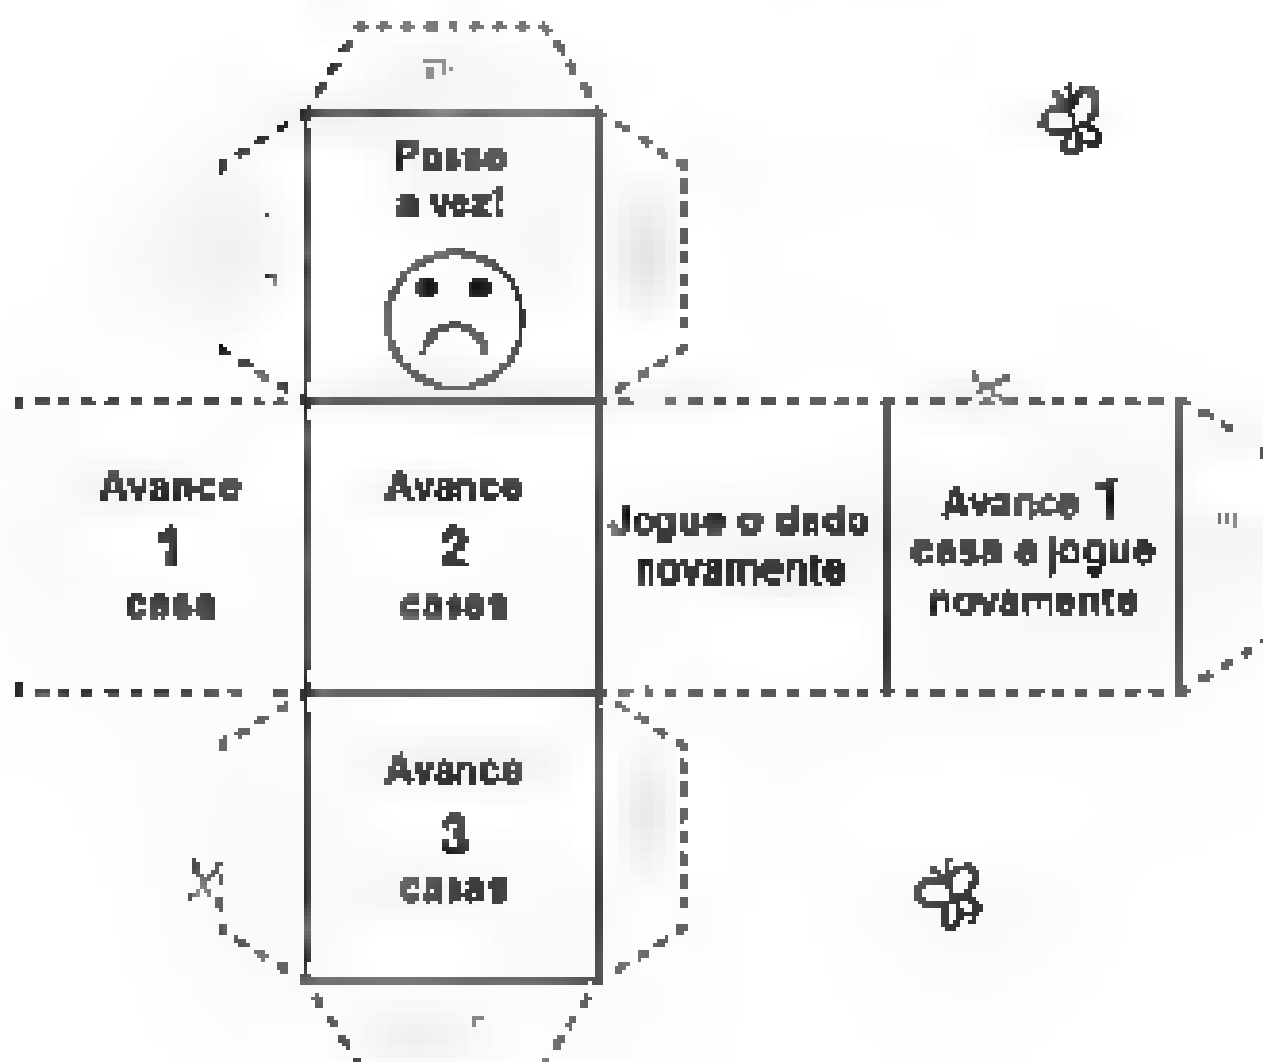 Passe
a vez!
Avance
1
casa
Avance
2
casas
Jogue o dado
novamente
Avance 1
casa e jogue
novamente
Avance
3
casas